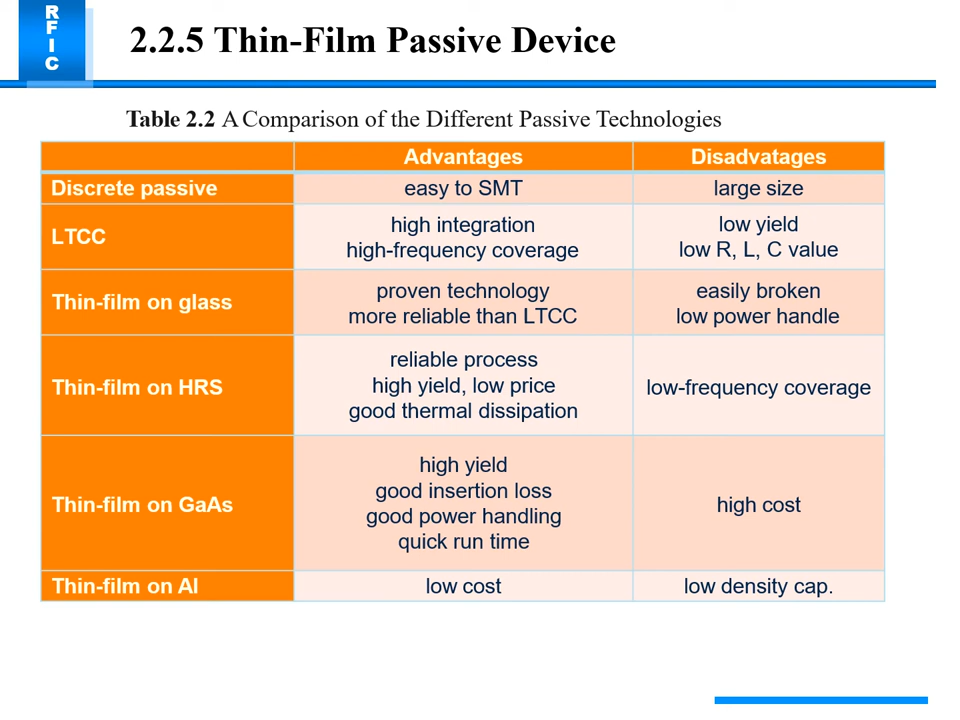 R
F
I
C
2.2.5 Thin-Film Passive Device
Table 2.2 A Comparison of the Different Passive Technologies
Advantages Disadvatages
Discrete passive easy to SMT large size
LTCC
high integration
high-frequency coverage
low yield
low R, L, C value
Thin-film on glass
proven technology
more reliable than LTCC
easily broken
low power handle
Thin-film on HRS
reliable process
high yield, low price
good thermal dissipation
low-frequency coverage
Thin-film on GaAs
high yield
good insertion loss
good power handling
quick run time
high cost
Thin-film on Al low cost low density cap.